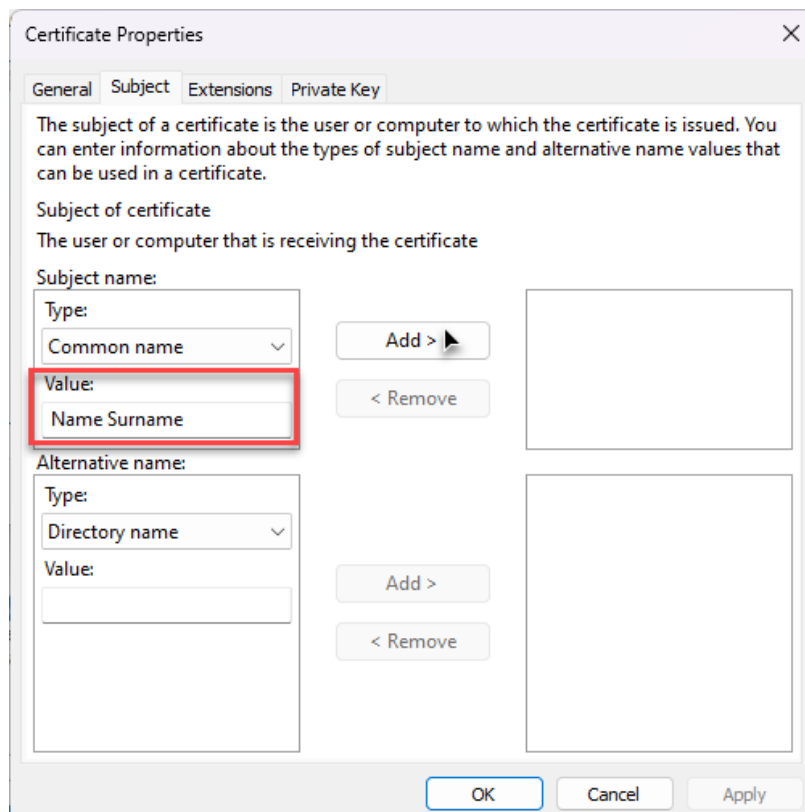 Certificate Properties
General Subject Extensions Private Key
The subject of a certificate is the user or computer to which the certificate is issued. You
can enter information about the types of subject name and alternative name values that
can be used in a certificate.
Subject of certificate
The user or computer that is receiving the certificate
Subject name:
Type:
Common name
Value:
Name Surname
Add >
< Remove
Alternative name:
Type:
Directory name
Value:
Add >
< Remove
OK Cancel Apply